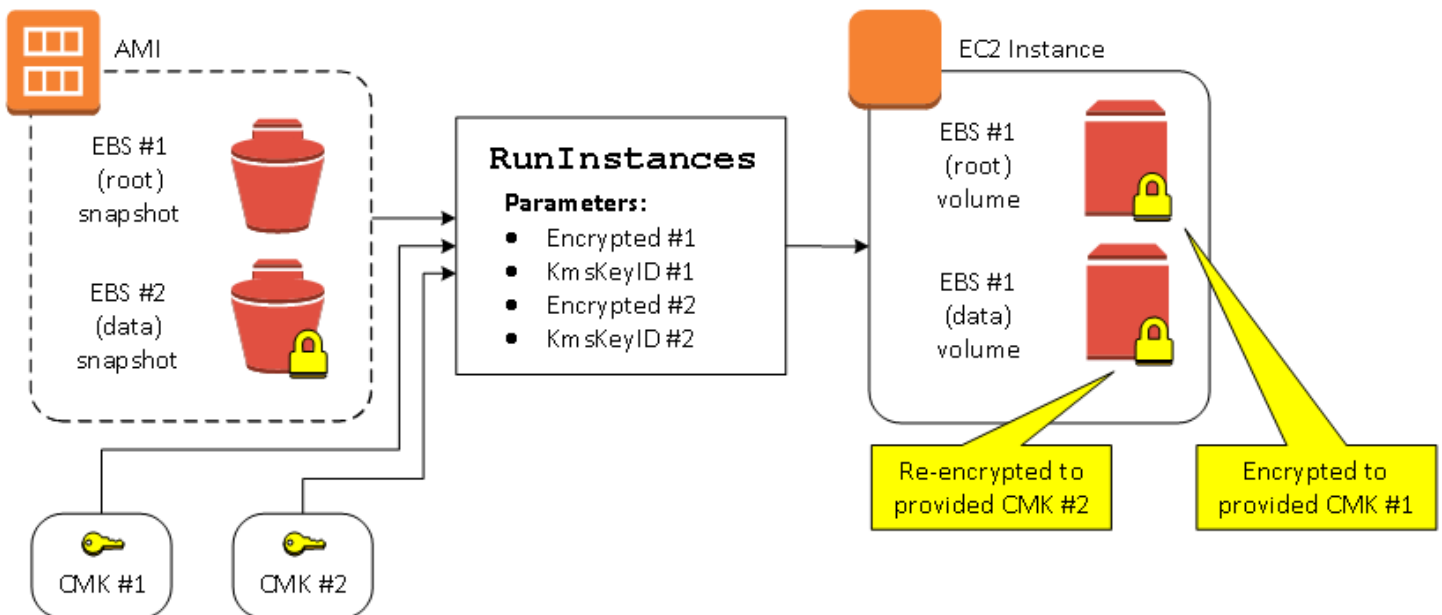 AMI
EBS #1
(root)
snapshot
EBS #2
(data)
snapshot
CMK #1
CMK #2
RunInstances
Parameters:
• Encrypted #1
• KmsKeyID #1
• Encrypted #2
• KmsKeyID #2
EC2 Instance
EBS #1
(root)
volume
EBS #1
(data)
volume
Re-encrypted to
provided CMK #2
Encrypted to
provided CMK #1